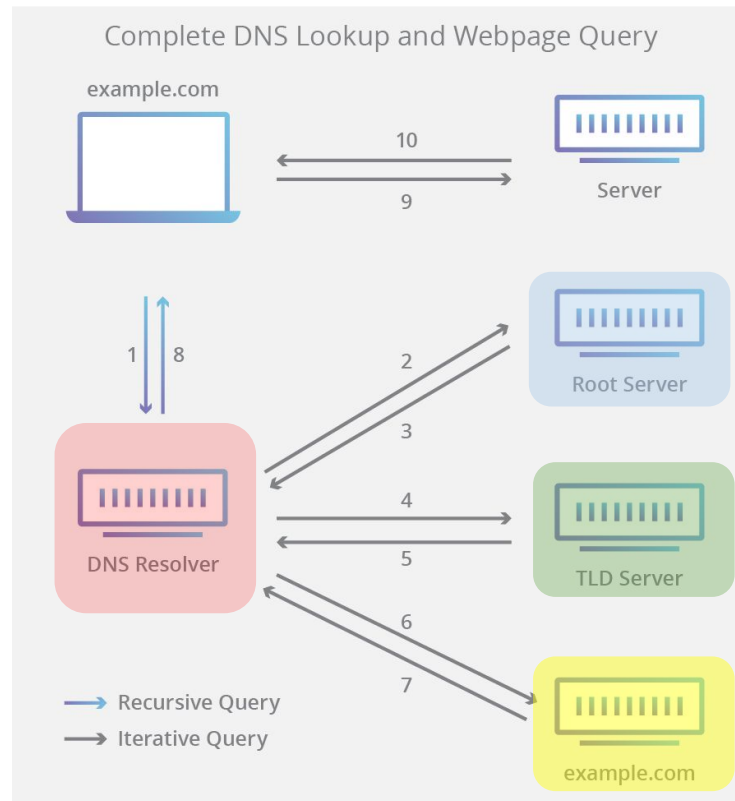 Complete DNS Lookup and Webpage Query
example.com
10
9
Server
1
8
2
3
Root Server
DNS Resolver
4
5
TLD Server
6
7
example.com
Recursive Query
Iterative Query